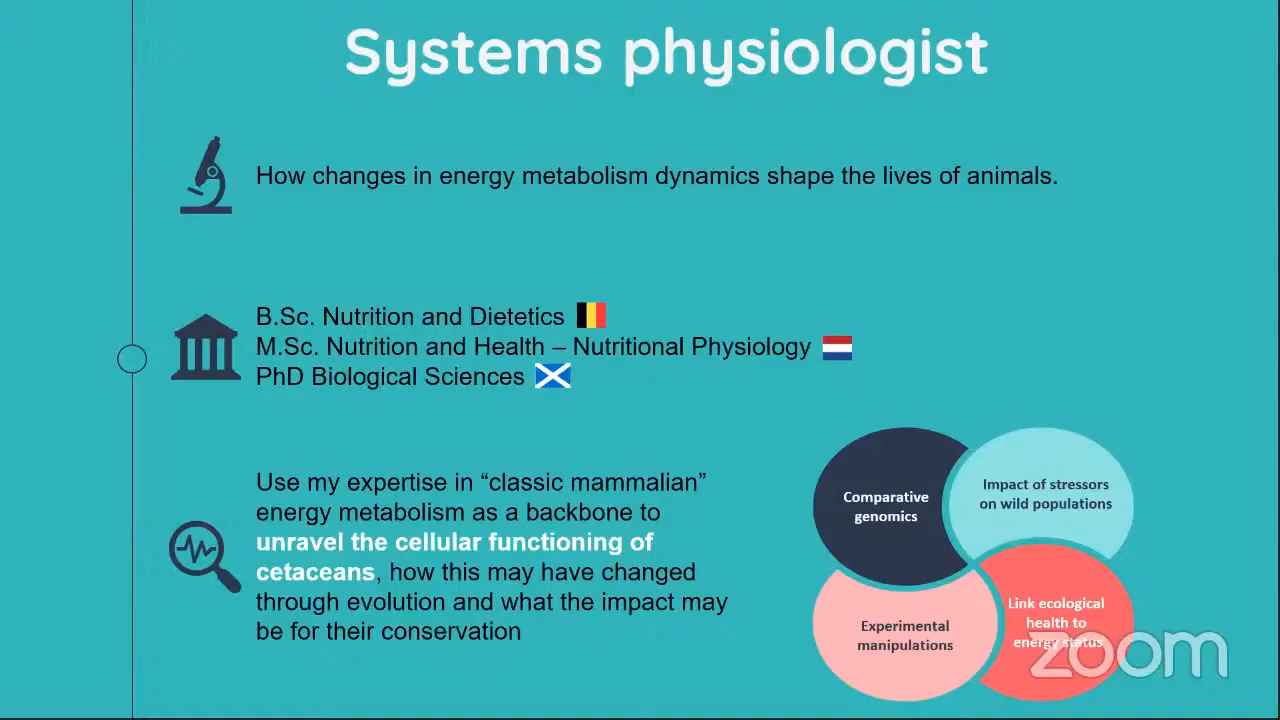 Systems physiologist
How changes in energy metabolism dynamics shape the lives of animals.
B.Sc. Nutrition and Dietetics
M.Sc. Nutrition and Health – Nutritional Physiology
PhD Biological Sciences
Use my expertise in “classic mammalian”
energy metabolism as a backbone to
unravel the cellular functioning of
cetaceans, how this may have changed
through evolution and what the impact may
be for their conservation
Comparative
genomics
Impact of stressors
on wild populations
Experimental
manipulations
Link ecological
health to
energy status
zoom